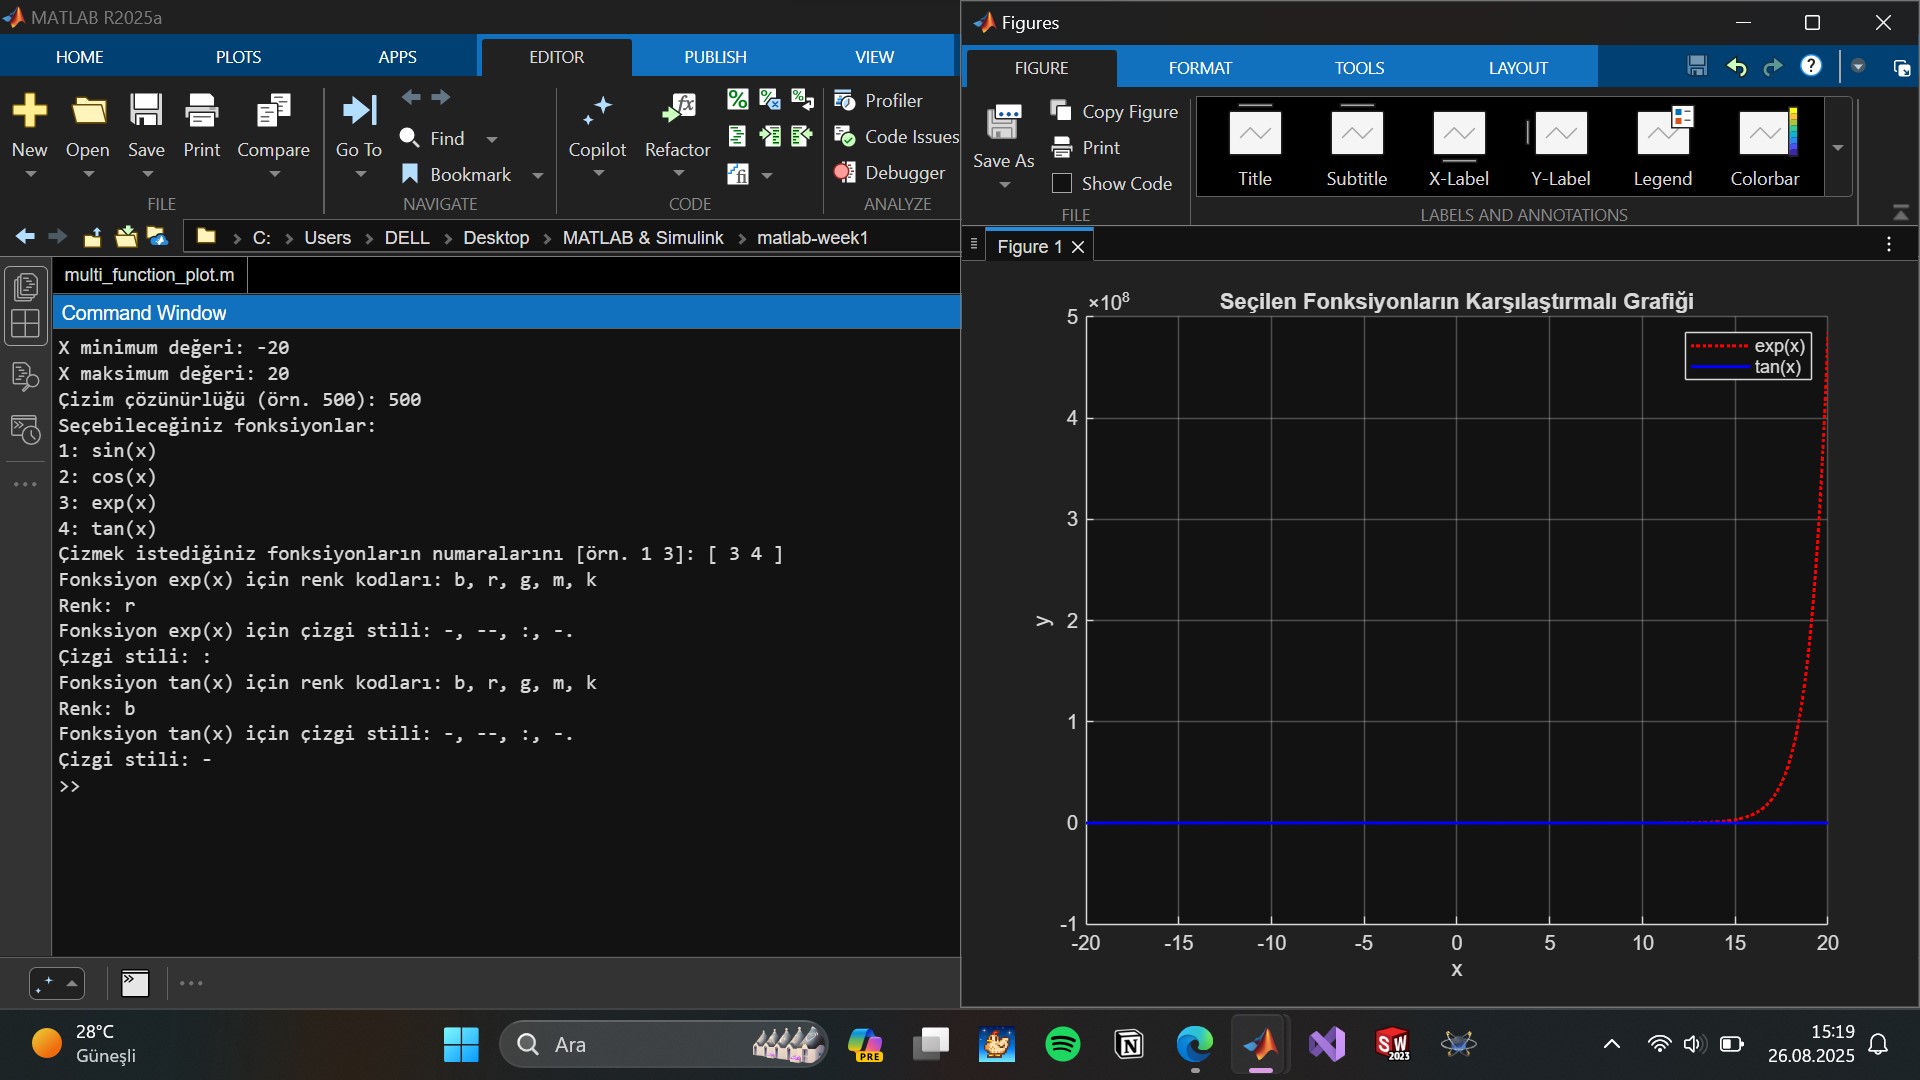 MATLAB R2025a
HOME PLOTS APPS EDITOR PUBLISH VIEW
New Open Save Print Compare
FILE
Go To
Find
Bookmark
NAVIGATE
Copilot Refactor
CODE
Profiler
Code Issues
Debugger
ANALYZE
C: Users DELL Desktop MATLAB & Simulink matlab-week1
multi_function_plot.m
Command Window
X minimum değeri: -20
X maksimum değeri: 20
Çizim çözünürlüğü (örn. 500): 500
Seçebileceğiniz fonksiyonlar:
1: sin(x)
2: cos(x)
3: exp(x)
4: tan(x)
Çizmek istediğiniz fonksiyonların numaralarını [örn. 1 3]: [ 3 4 ]
Fonksiyon exp(x) için renk kodları: b, r, g, m, k
Renk: r
Fonksiyon exp(x) için çizgi stili: -, --, :, -.
Çizgi stili: :
Fonksiyon tan(x) için renk kodları: b, r, g, m, k
Renk: b
Fonksiyon tan(x) için çizgi stili: -, --, :, -.
Çizgi stili: -
>>
Figures
FIGURE FORMAT TOOLS LAYOUT
Save As
Copy Figure
Print
Show Code
FILE
Title Subtitle X-Label Y-Label Legend Colorbar
LABELS AND ANNOTATIONS
Figure 1
×10⁸
Seçilen Fonksiyonların Karşılaştırmalı Grafiği
exp(x)
tan(x)
5
4
3
2
1
0
-1
y
-20 -15 -10 -5 0 5 10 15 20
x
28°C
Güneşli
Ara
PRE
SW
2023
15:19
26.08.2025